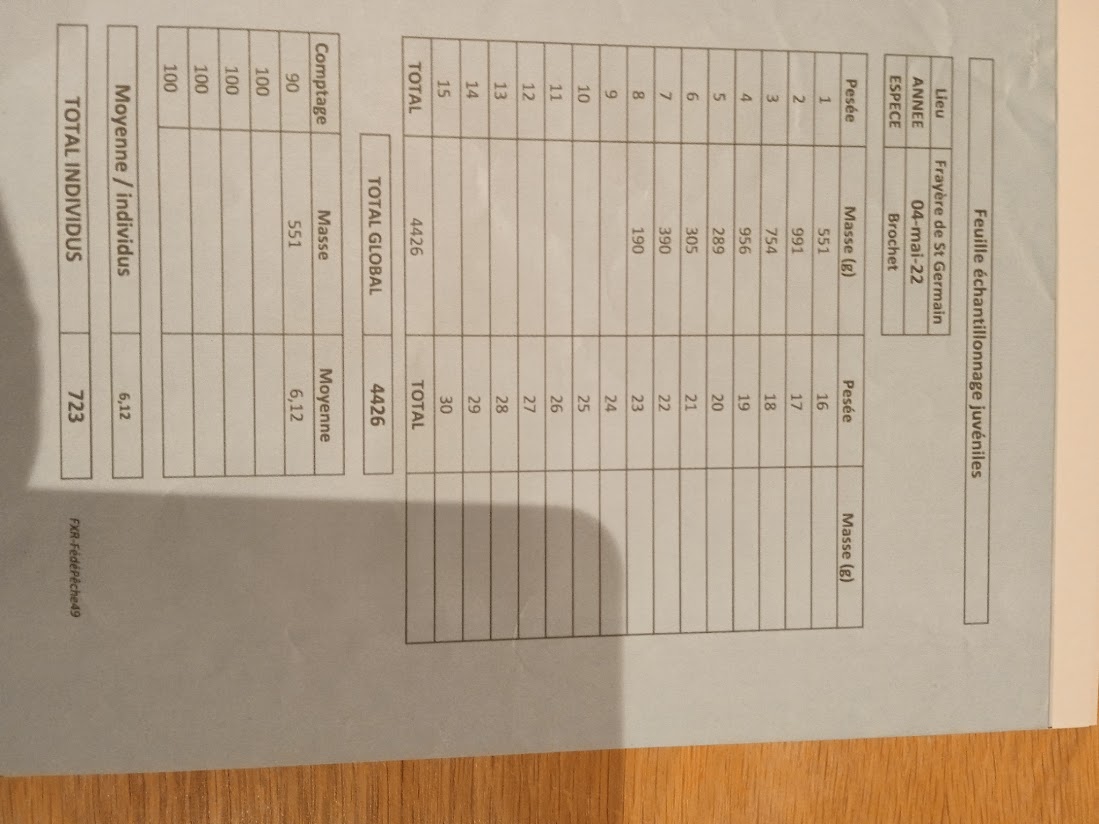 Feuille échantillonnage juvéniles
Lieu Frayère de St Germain
ANNEE 04-mai-22
ESPECE Brochet
Pesée Masse (g) Pesée Masse (g)
1 551 16
2 991 17
3 754 18
4 956 19
5 289 20
6 305 21
7 390 22
8 190 23
9 24
10 25
11 26
12 27
13 28
14 29
15 30
TOTAL 4426 TOTAL
TOTAL GLOBAL 4426
Comptage Masse Moyenne
90 551 6,12
100
100
100
100
Moyenne / individus 6,12
TOTAL INDIVIDUS 723
FXR-FédéPêche49